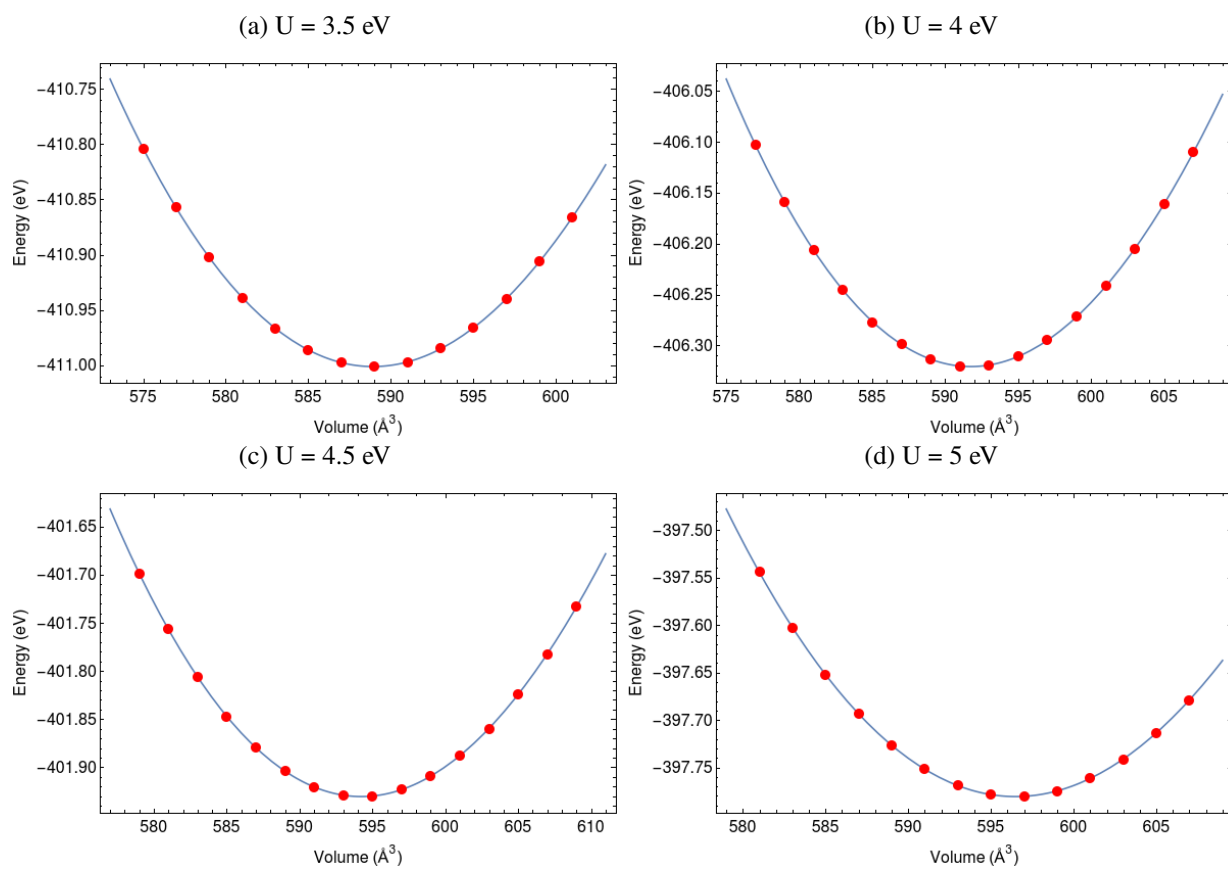 (a) U = 3.5 eV
(b) U = 4 eV
−410.75
−410.80
−410.85
−410.90
−410.95
−411.00
Energy (eV)
575 580 585 590 595 600
Volume (Å³)
−406.05
−406.10
−406.15
−406.20
−406.25
−406.30
Energy (eV)
575 580 585 590 595 600 605
Volume (Å³)
(c) U = 4.5 eV
(d) U = 5 eV
−401.65
−401.70
−401.75
−401.80
−401.85
−401.90
Energy (eV)
580 585 590 595 600 605 610
Volume (Å³)
−397.50
−397.55
−397.60
−397.65
−397.70
−397.75
Energy (eV)
580 585 590 595 600 605
Volume (Å³)